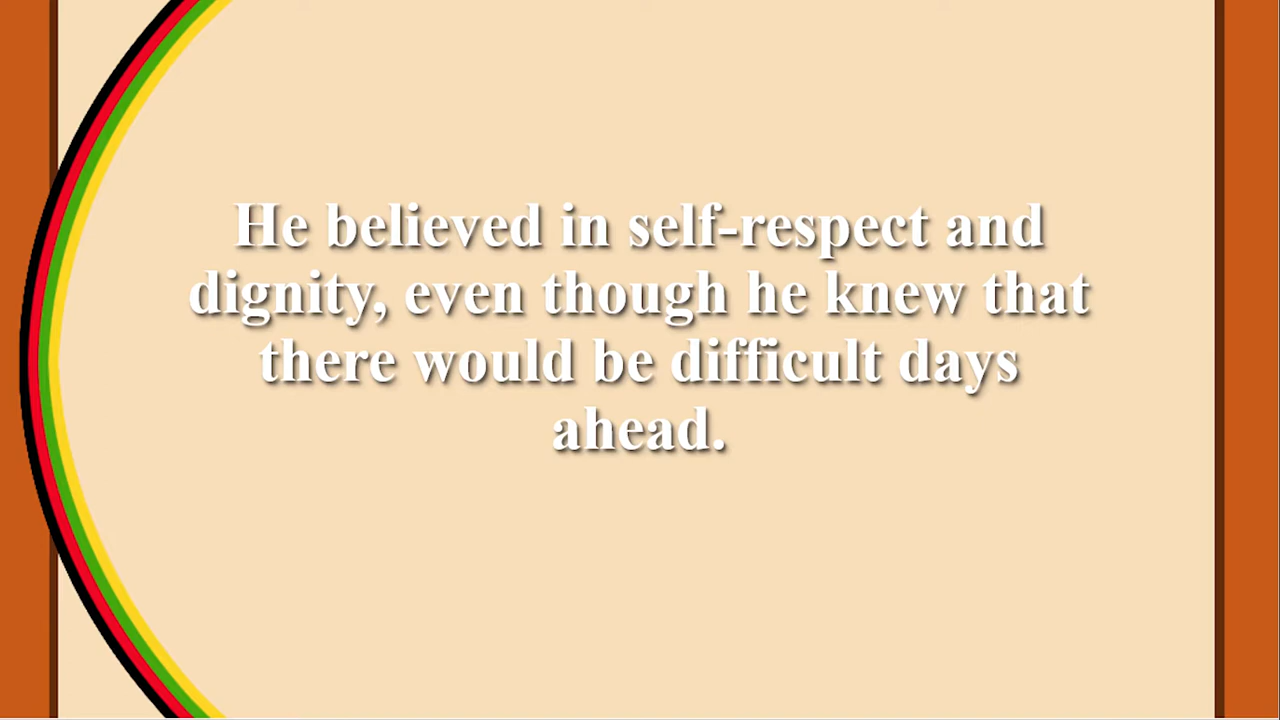 He believed in self-respect and
dignity, even though he knew that
there would be difficult days
ahead.